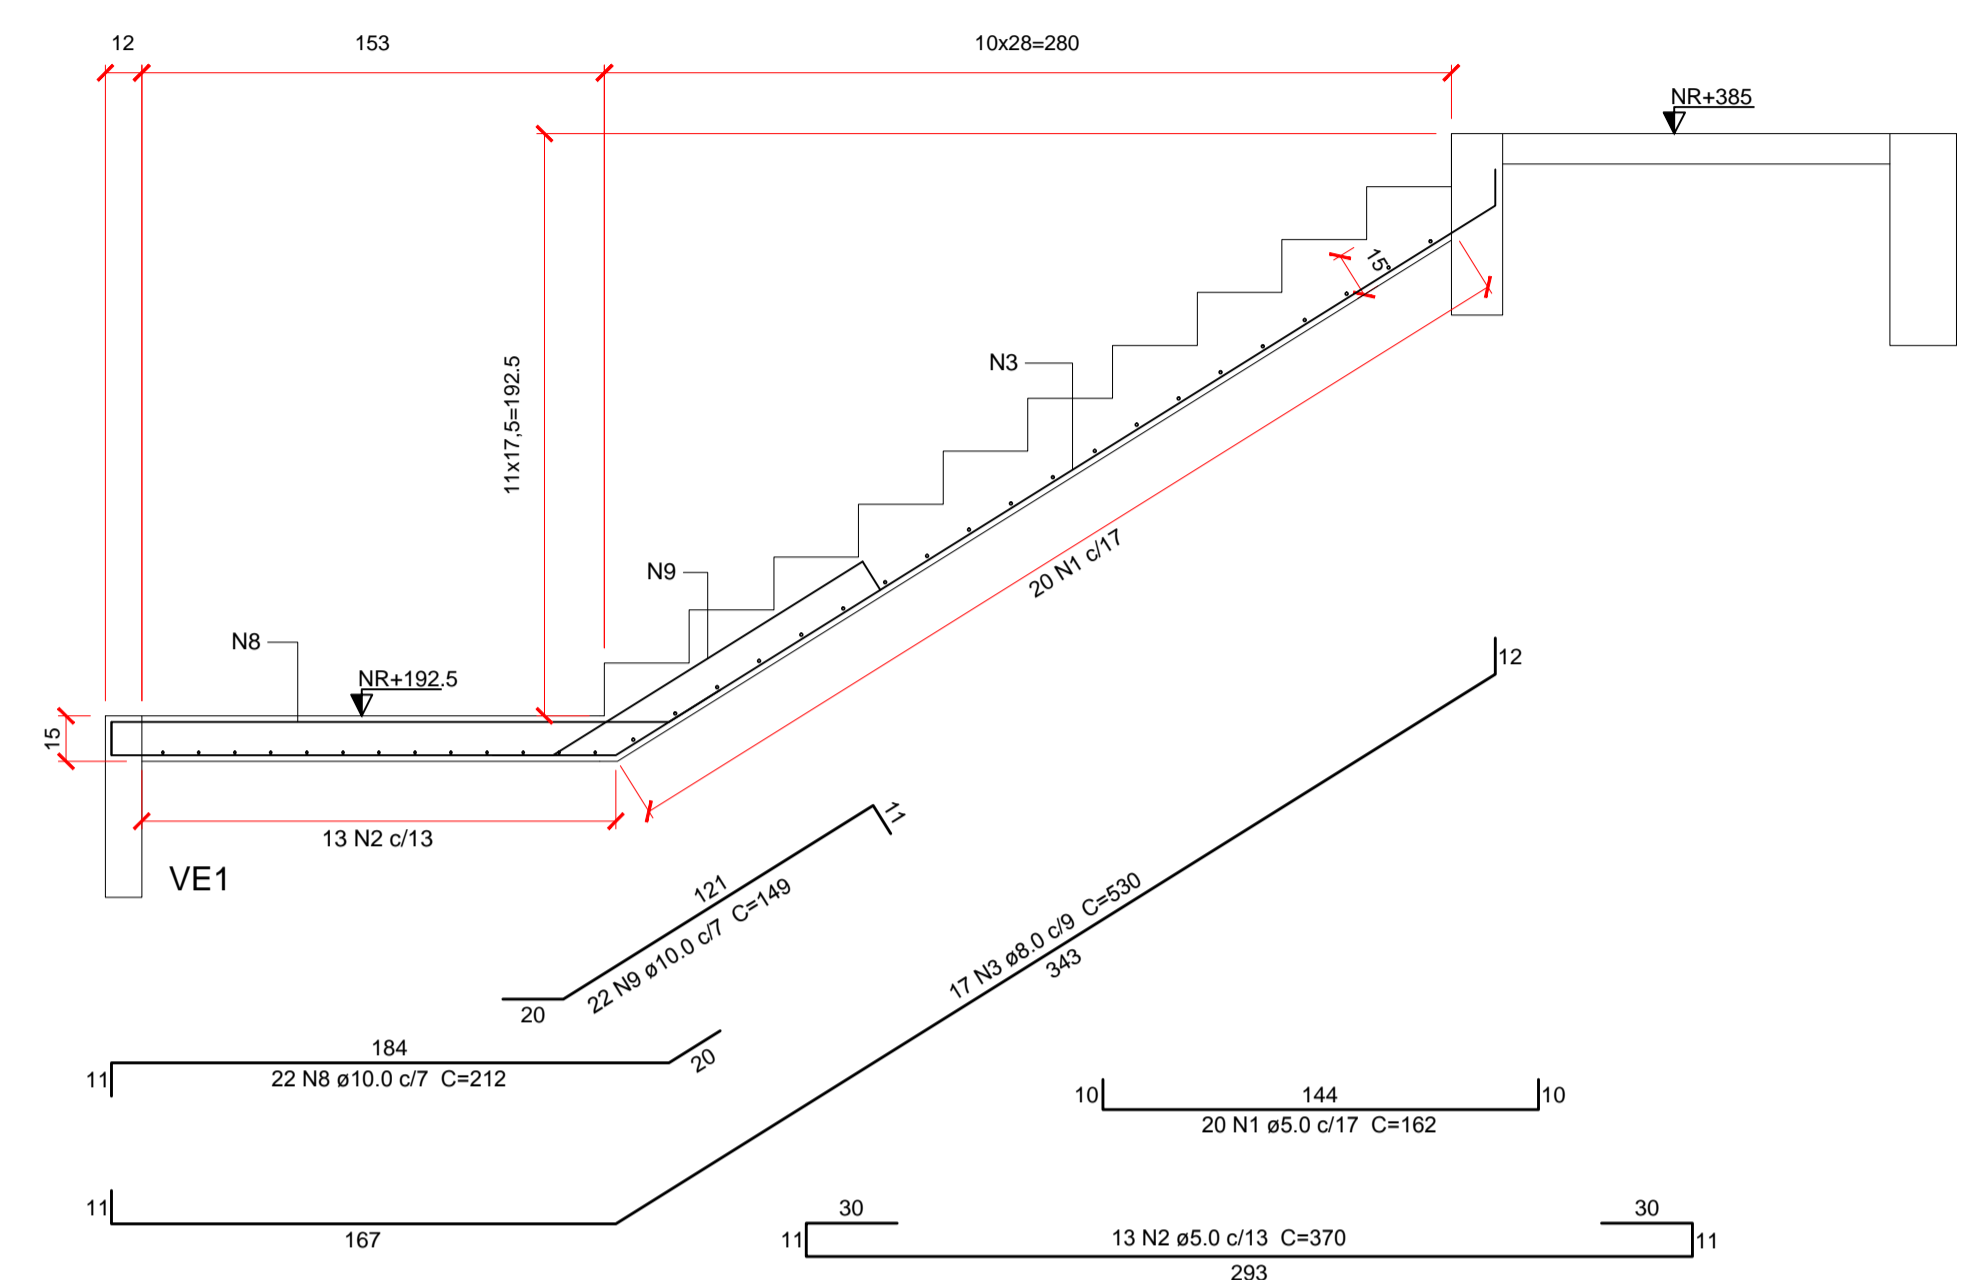 12
153
10x28=280
NR+385
15
11x17,5=192.5
N3
20 N1 c/17
N9
N8
NR+192.5
15
13 N2 c/13
VE1
12
11
121
22 N9 ø10.0 c/7 C=149
20
17 N3 ø8.0 c/9 C=530
343
184
20
11
22 N8 ø10.0 c/7 C=212
10
144
10
20 N1 ø5.0 c/17 C=162
11
167
30
30
11
13 N2 ø5.0 c/13 C=370
11
293